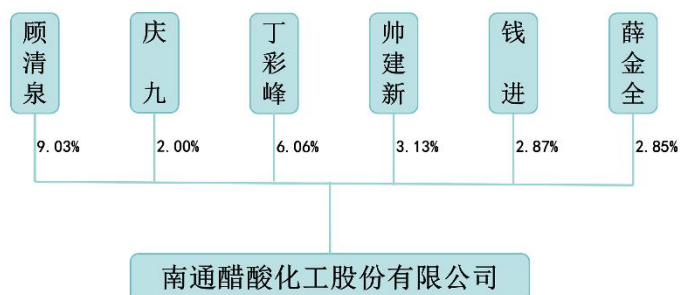 顾清泉
庆九
丁彩峰
帅建新
钱进
薛金全
9.03%
2.00%
6.06%
3.13%
2.87%
2.85%
南通醋酸化工股份有限公司